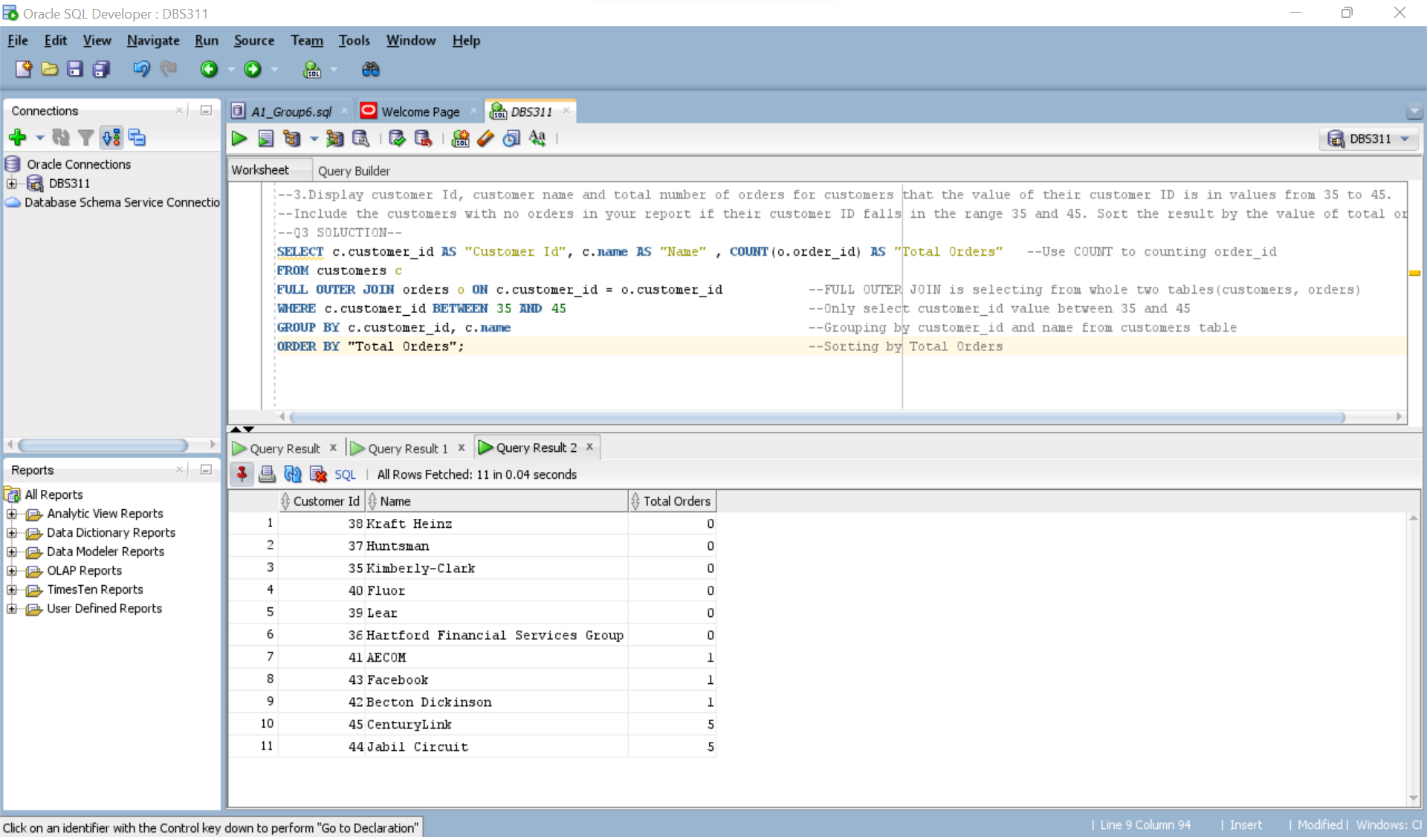 Oracle SQL Developer : DBS311
File Edit View Navigate Run Source Team Tools Window Help
Connections
Oracle Connections
DBS311
Database Schema Service Connectio
A1_Group6.sql Welcome Page DBS311
DBS311
Worksheet Query Builder
--3.Display customer Id, customer name and total number of orders for customers that the value of their customer ID is in values from 35 to 45.
--Include the customers with no orders in your report if their customer ID falls in the range 35 and 45. Sort the result by the value of total or
--Q3 SOLUCTION--
SELECT c.customer_id AS "Customer Id", c.name AS "Name" , COUNT(o.order_id) AS "Total Orders" --Use COUNT to counting order_id
FROM customers c
FULL OUTER JOIN orders o ON c.customer_id = o.customer_id --FULL OUTER JOIN is selecting from whole two tables(customers, orders)
WHERE c.customer_id BETWEEN 35 AND 45 --Only select customer_id value between 35 and 45
GROUP BY c.customer_id, c.name --Grouping by customer_id and name from customers table
ORDER BY "Total Orders"; --Sorting by Total Orders
Reports
All Reports
Analytic View Reports
Data Dictionary Reports
Data Modeler Reports
OLAP Reports
TimesTen Reports
User Defined Reports
Query Result Query Result 1 Query Result 2
SQL All Rows Fetched: 11 in 0.04 seconds
Customer Id Name Total Orders
1 38 Kraft Heinz 0
2 37 Huntsman 0
3 35 Kimberly-Clark 0
4 40 Fluor 0
5 39 Lear 0
6 36 Hartford Financial Services Group 0
7 41 AECOM 1
8 43 Facebook 1
9 42 Becton Dickinson 1
10 45 CenturyLink 5
11 44 Jabil Circuit 5
Click on an identifier with the Control key down to perform "Go to Declaration"
| Line 9 Column 94 | Insert | Modified | Windows: C